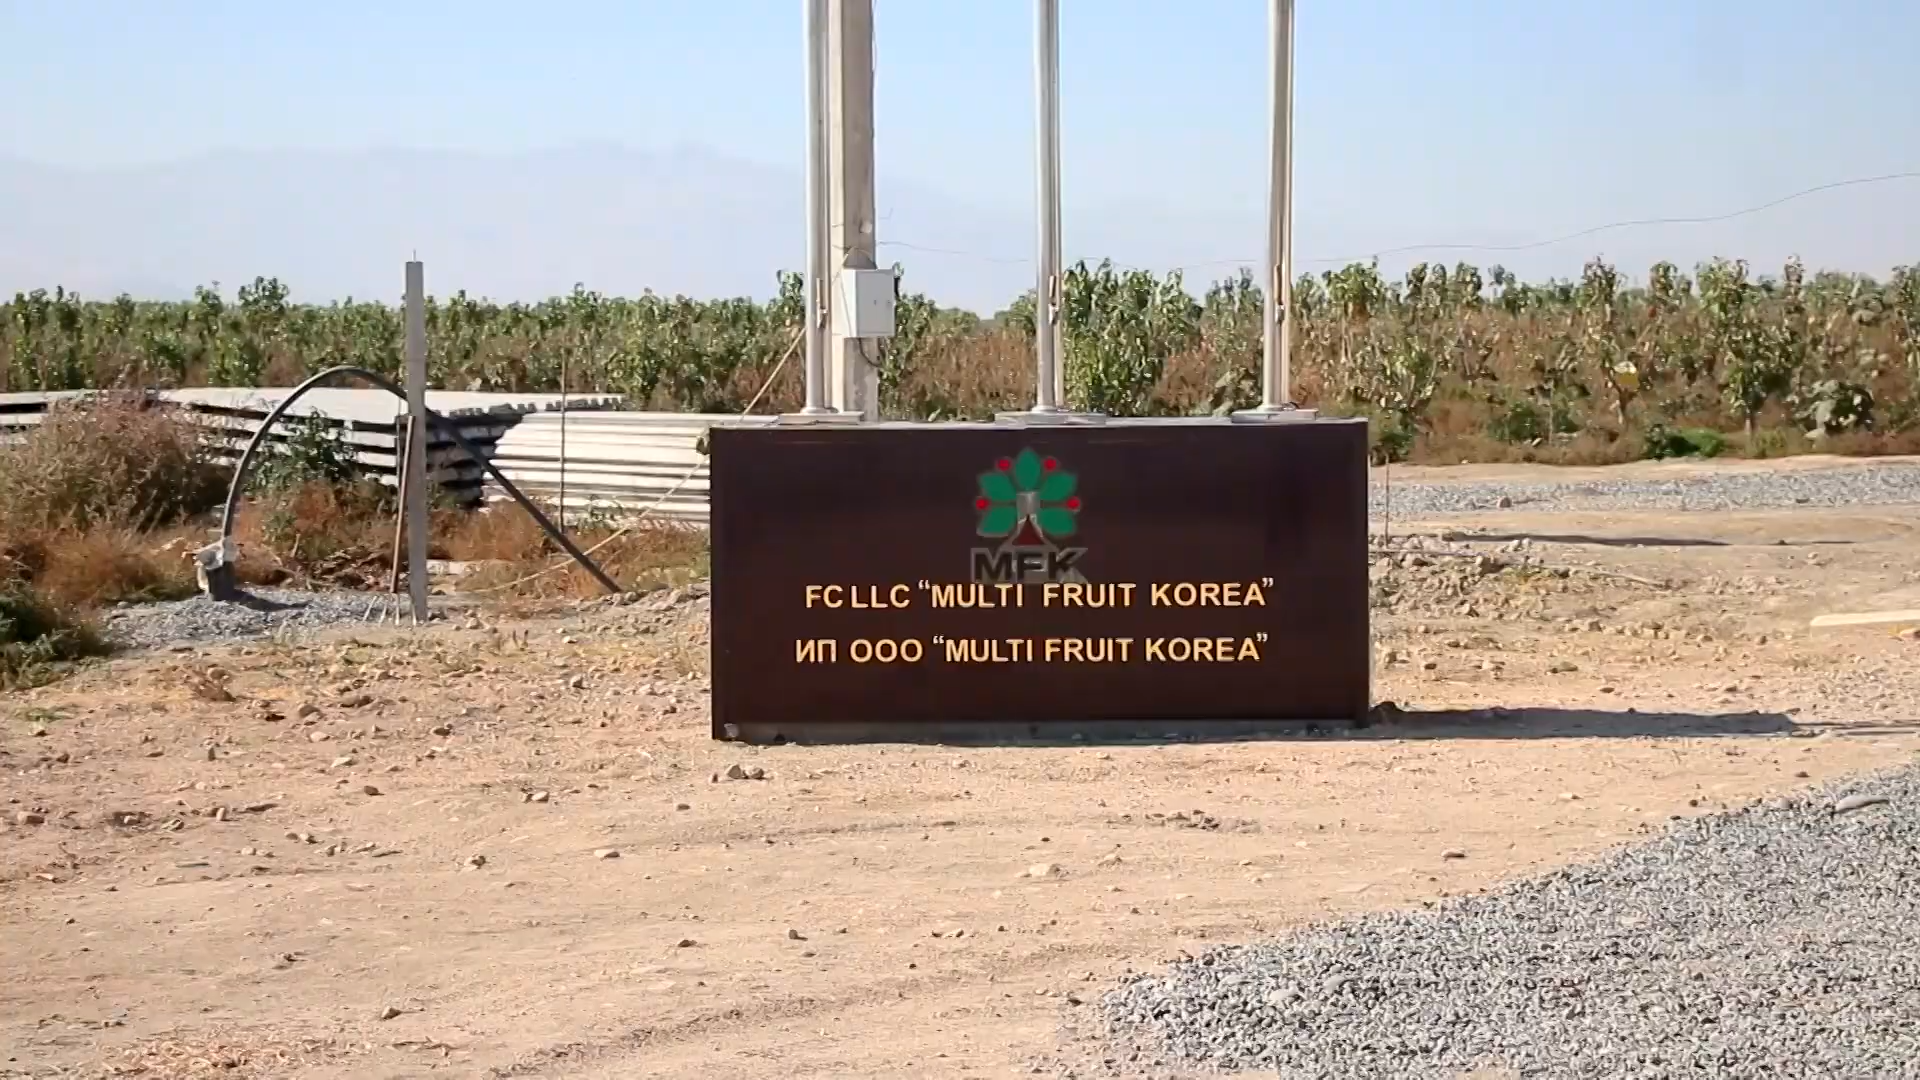 MFK
FC LLC “MULTI FRUIT KOREA”
ИП ООО “MULTI FRUIT KOREA”